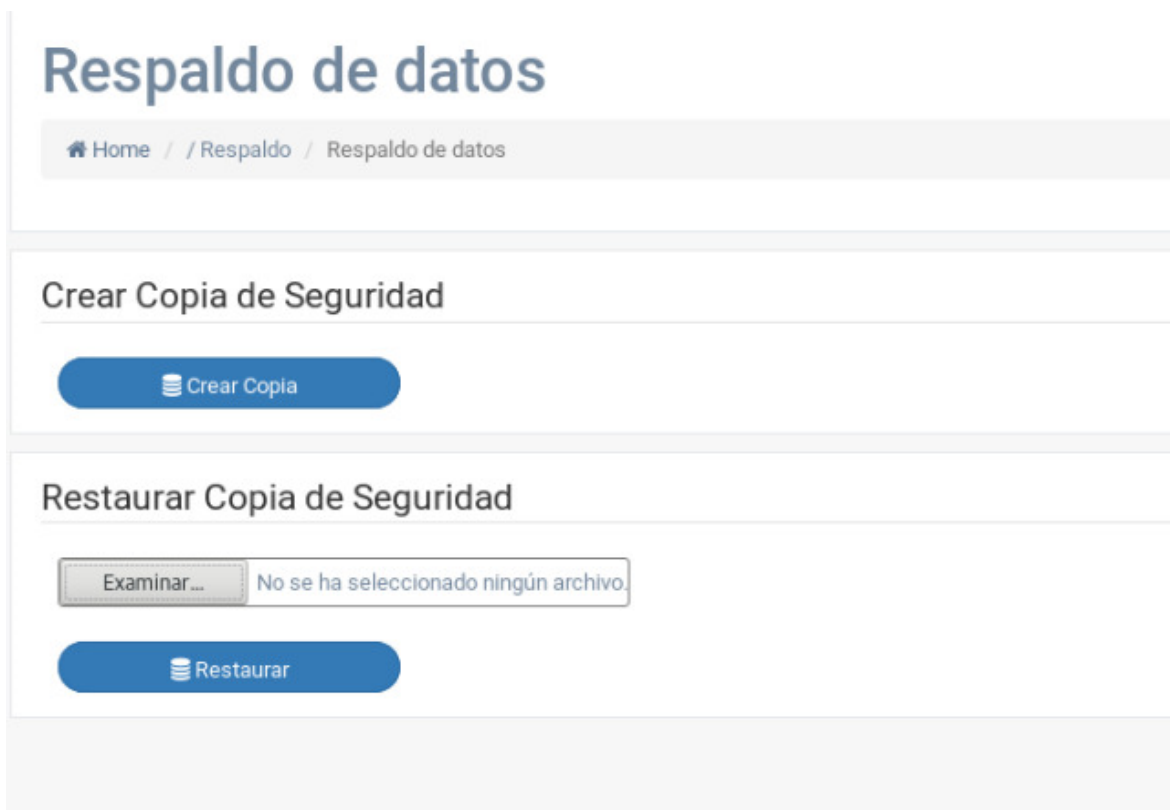 Respaldo de datos
Home / / Respaldo / Respaldo de datos
Crear Copia de Seguridad
Crear Copia
Restaurar Copia de Seguridad
Examinar... No se ha seleccionado ningún archivo.
Restaurar